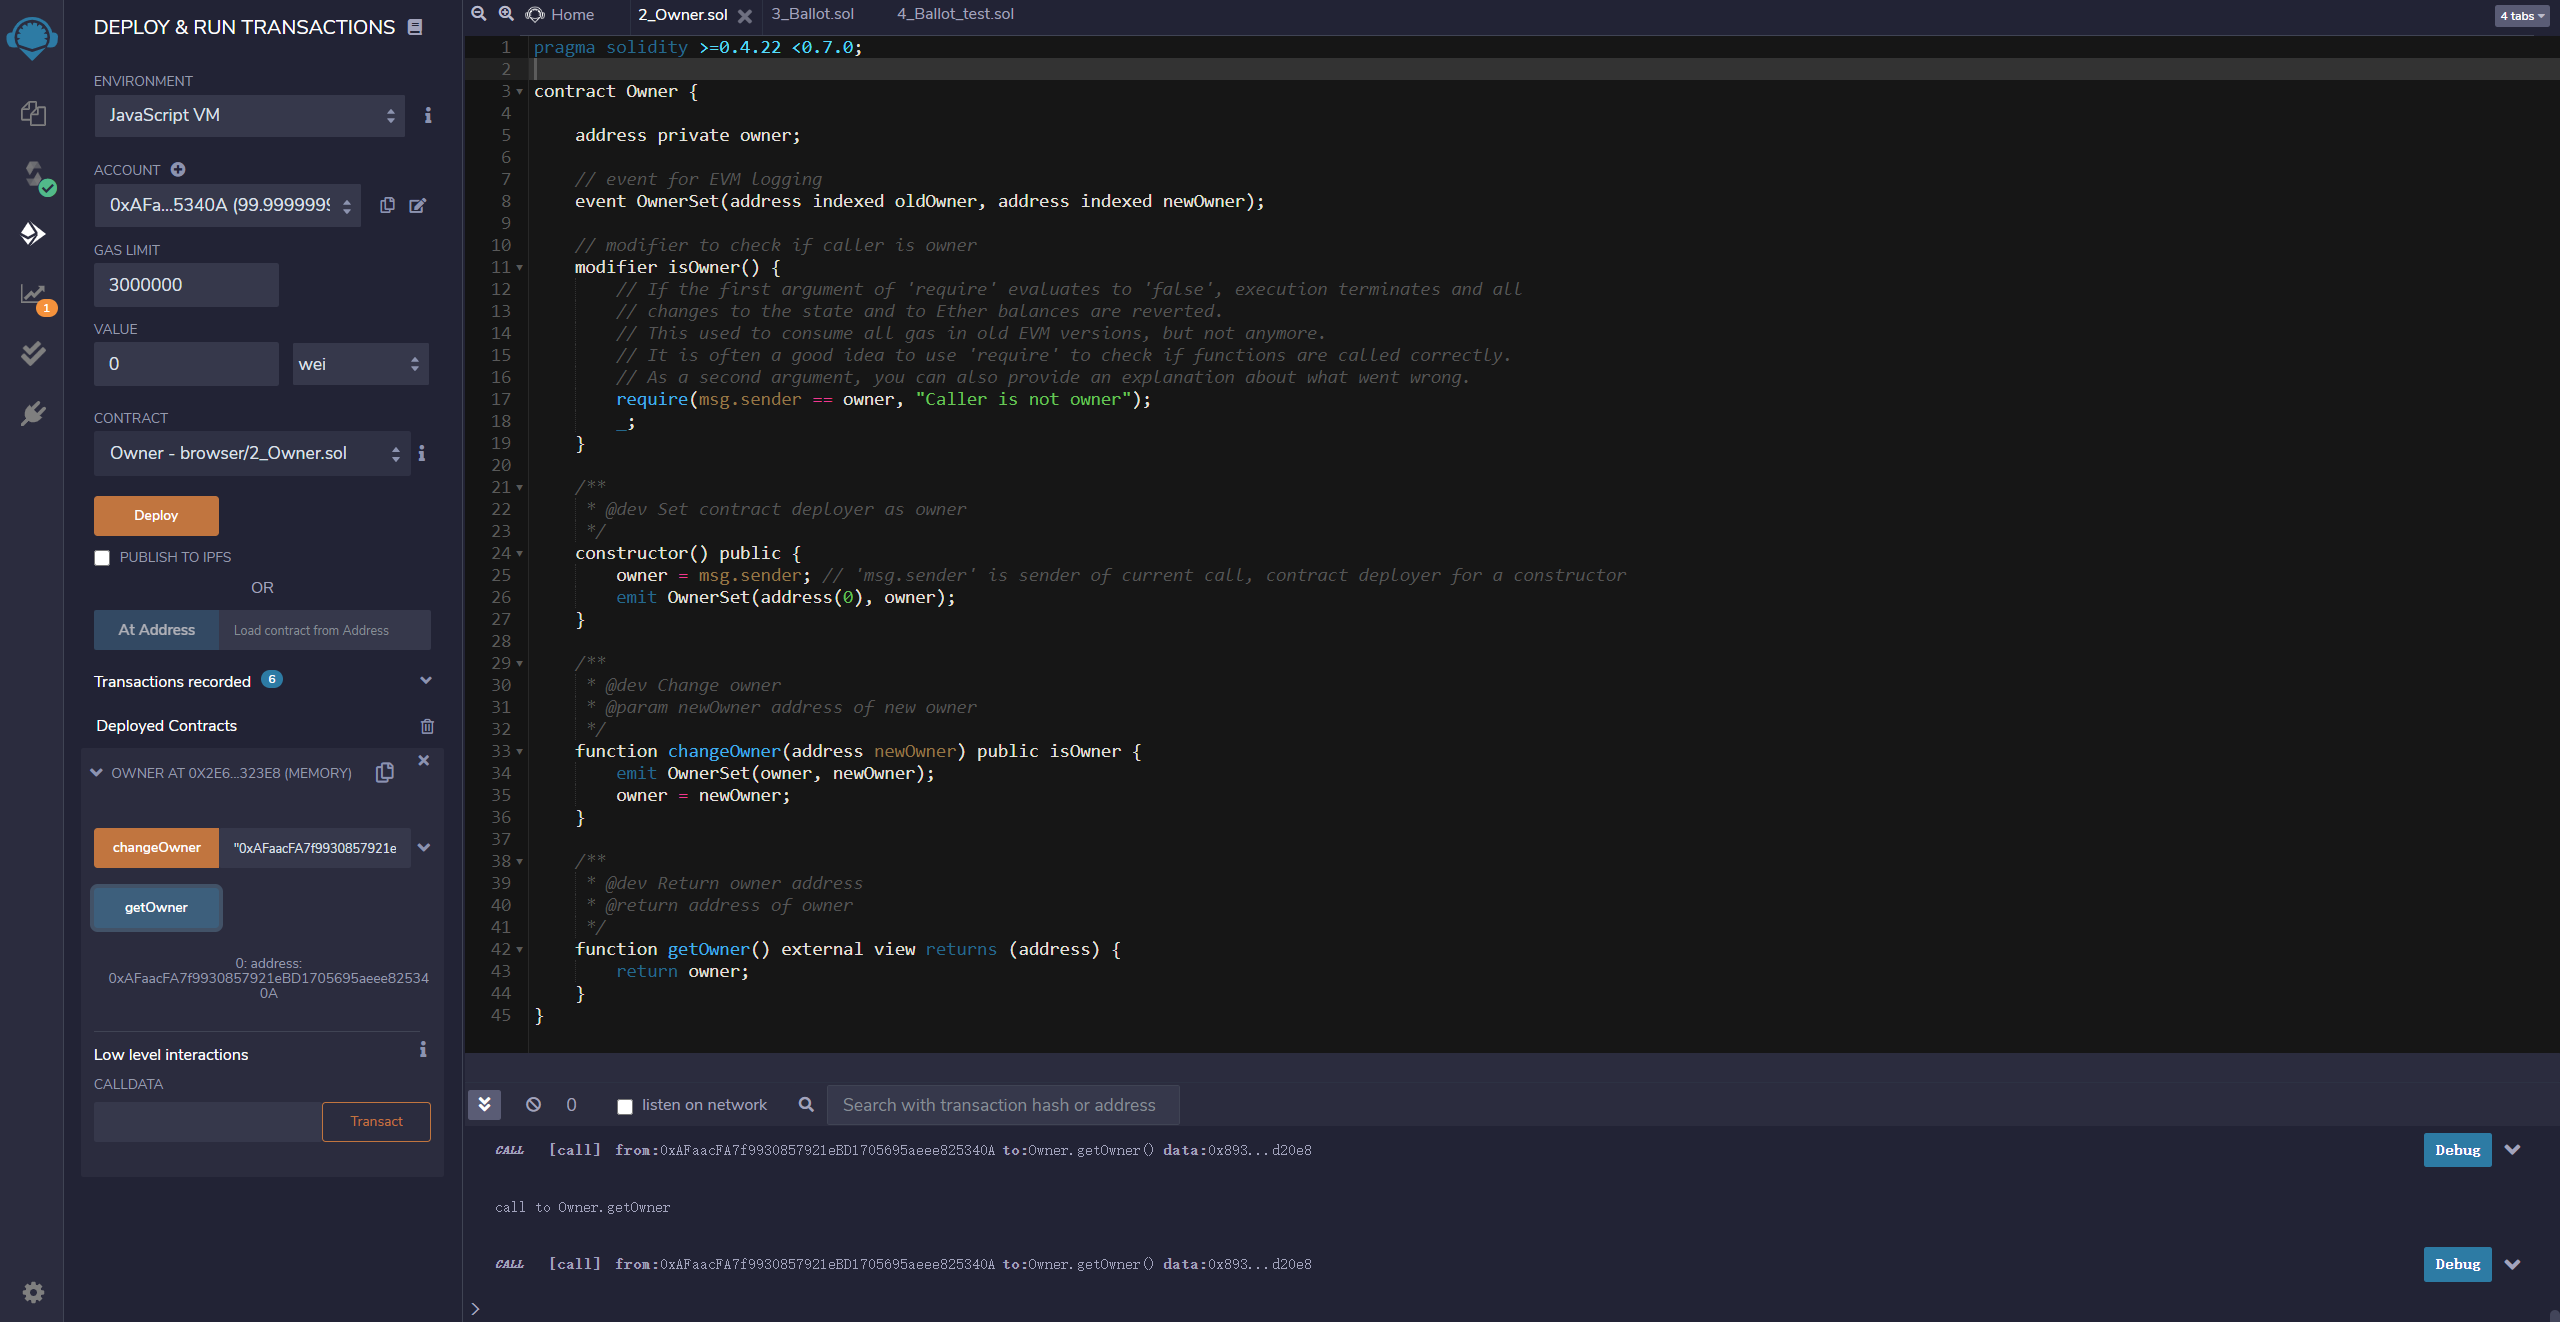 DEPLOY & RUN TRANSACTIONS
ENVIRONMENT
JavaScript VM
ACCOUNT
0xAFa...5340A (99.9999999
GAS LIMIT
3000000
VALUE
0
wei
CONTRACT
Owner - browser/2_Owner.sol
Deploy
PUBLISH TO IPFS
OR
At Address
Load contract from Address
Transactions recorded 6
Deployed Contracts
OWNER AT 0X2E6...323E8 (MEMORY)
changeOwner
"0xAFaacFA7f9930857921e
getOwner
0: address:
0xAFaacFA7f9930857921eBD1705695aeee82534
0A
Low level interactions
CALLDATA
Transact
1
Home
2_Owner.sol
3_Ballot.sol
4_Ballot_test.sol
4 tabs
1 pragma solidity >=0.4.22 <0.7.0;
2
3 contract Owner {
4
5 address private owner;
6
7 // event for EVM logging
8 event OwnerSet(address indexed oldOwner, address indexed newOwner);
9
10 // modifier to check if caller is owner
11 modifier isOwner() {
12 // If the first argument of 'require' evaluates to 'false', execution terminates and all
13 // changes to the state and to Ether balances are reverted.
14 // This used to consume all gas in old EVM versions, but not anymore.
15 // It is often a good idea to use 'require' to check if functions are called correctly.
16 // As a second argument, you can also provide an explanation about what went wrong.
17 require(msg.sender == owner, "Caller is not owner");
18 _;
19 }
20
21 /**
22 * @dev Set contract deployer as owner
23 */
24 constructor() public {
25 owner = msg.sender; // 'msg.sender' is sender of current call, contract deployer for a constructor
26 emit OwnerSet(address(0), owner);
27 }
28
29 /**
30 * @dev Change owner
31 * @param newOwner address of new owner
32 */
33 function changeOwner(address newOwner) public isOwner {
34 emit OwnerSet(owner, newOwner);
35 owner = newOwner;
36 }
37
38 /**
39 * @dev Return owner address
40 * @return address of owner
41 */
42 function getOwner() external view returns (address) {
43 return owner;
44 }
45 }
0
listen on network
Search with transaction hash or address
CALL [call] from:0xAFaacFA7f9930857921eBD1705695aeee825340A to:Owner.getOwner() data:0x893...d20e8
Debug
call to Owner.getOwner
CALL [call] from:0xAFaacFA7f9930857921eBD1705695aeee825340A to:Owner.getOwner() data:0x893...d20e8
Debug
>